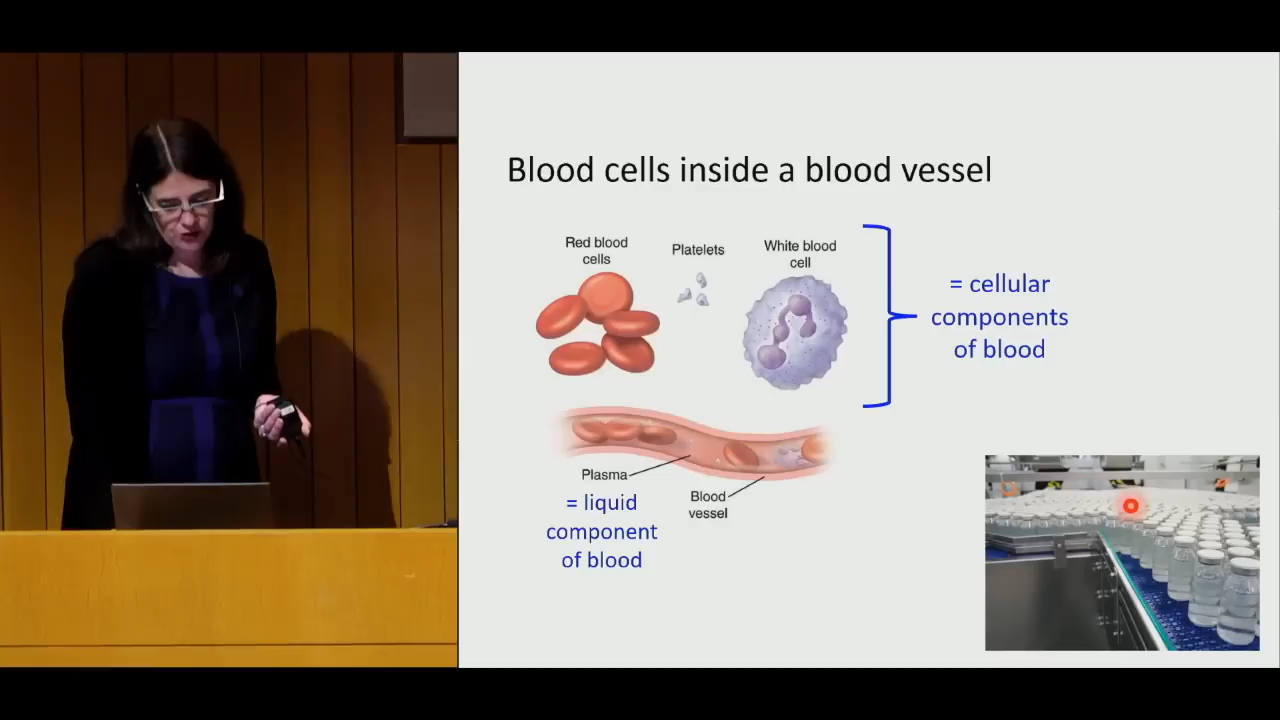 Blood cells inside a blood vessel
Red blood
cells
Platelets
White blood
cell
= cellular
components
of blood
Plasma
= liquid
component
of blood
Blood
vessel